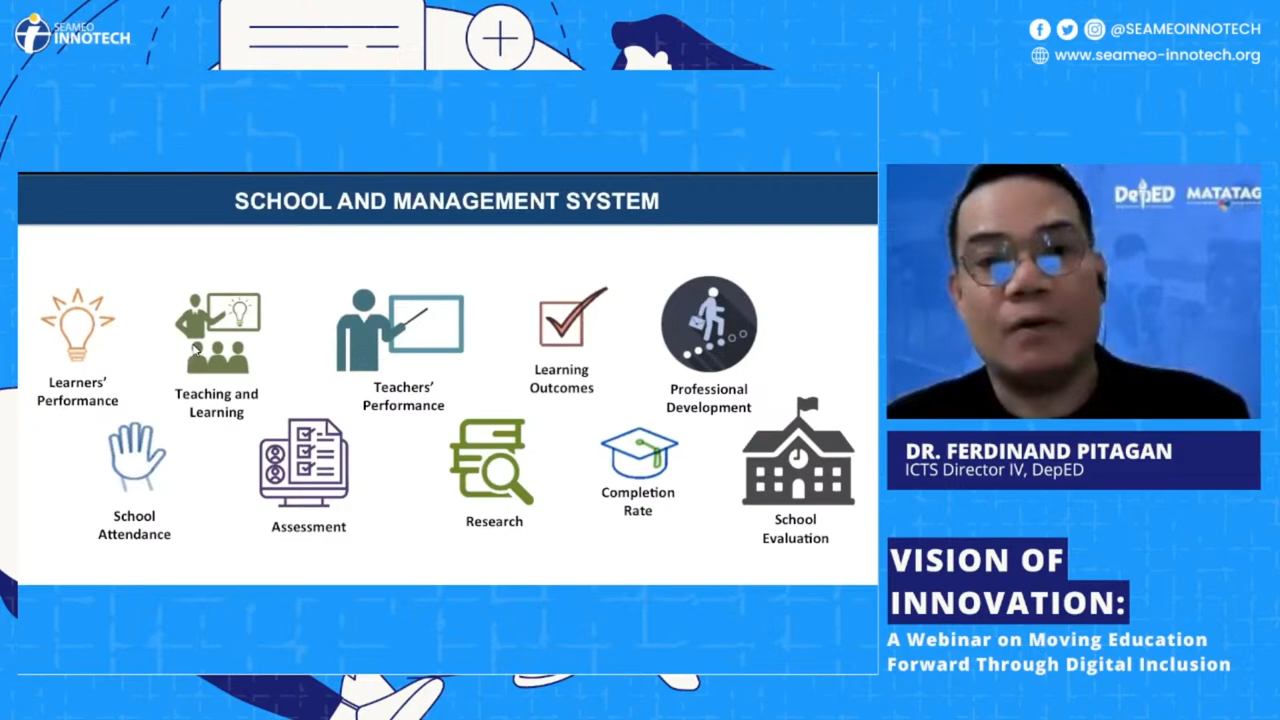 SEAMEO
INNOTECH
@SEAMEOINNOTECH
www.seameo-innotech.org
SCHOOL AND MANAGEMENT SYSTEM
Learners'
Performance
Teaching and
Learning
Teachers'
Performance
Learning
Outcomes
Professional
Development
School
Attendance
Assessment
Research
Completion
Rate
School
Evaluation
DepED MATATAG
DR. FERDINAND PITAGAN
ICTS Director IV, DepED
VISION OF
INNOVATION:
A Webinar on Moving Education
Forward Through Digital Inclusion